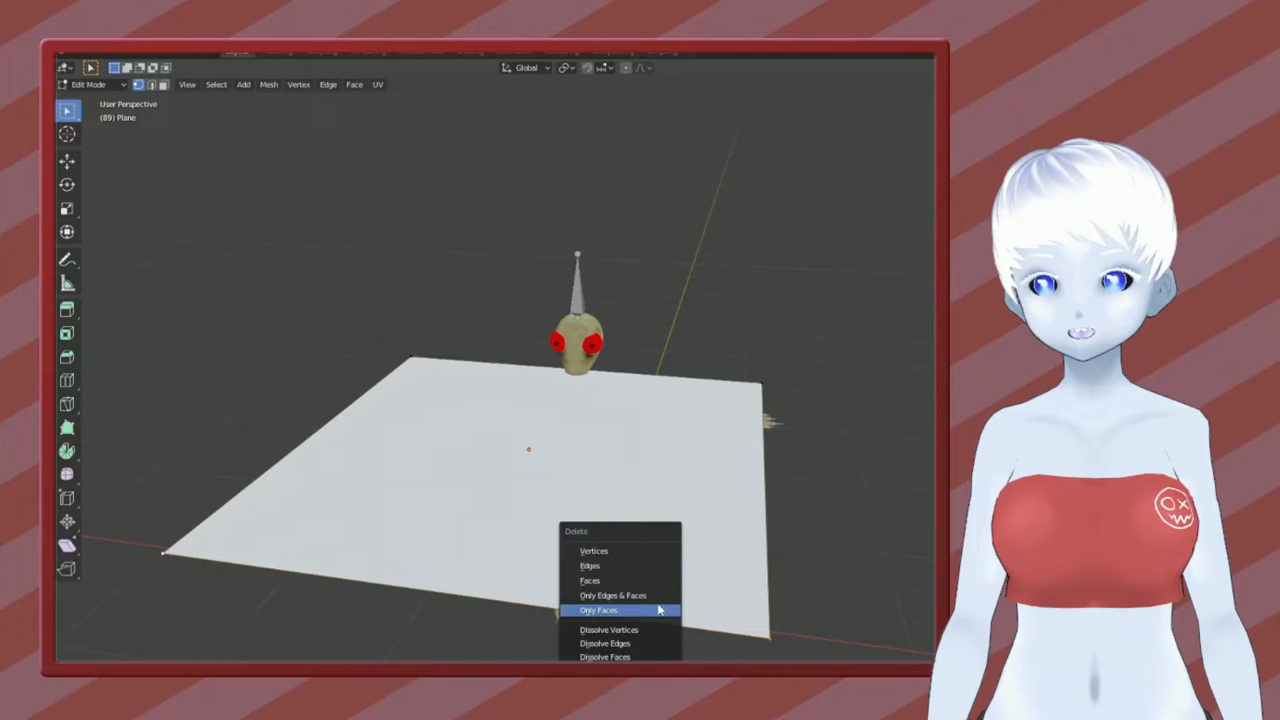 Global
Edit Mode View Select Add Mesh Vertex Edge Face UV
User Perspective
(89) Plane
Delete
Vertices
Edges
Faces
Only Edges & Faces
Only Faces
Dissolve Vertices
Dissolve Edges
Dissolve Faces